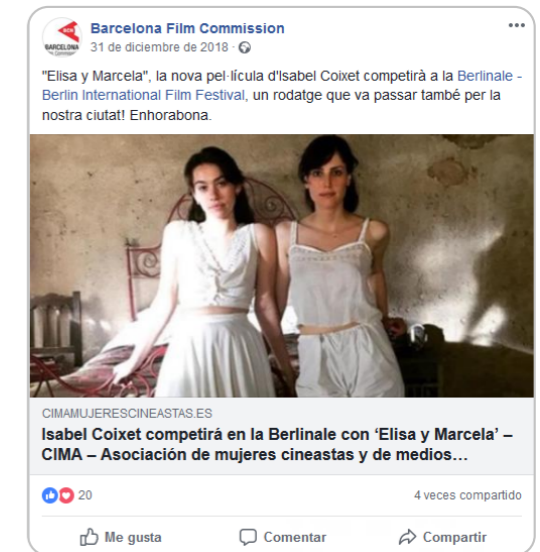 BCN
BARCELONA
Barcelona Film Commission
31 de diciembre de 2018 ·
"Elisa y Marcela", la nova pel·lícula d'Isabel Coixet competirà a la Berlinale -
Berlin International Film Festival, un rodatge que va passar també per la
nostra ciutat! Enhorabona.
CIMAMUJERESCINEASTAS.ES
Isabel Coixet competirá en la Berlinale con ‘Elisa y Marcela’ –
CIMA – Asociación de mujeres cineastas y de medios…
20
4 veces compartido
Me gusta
Comentar
Compartir